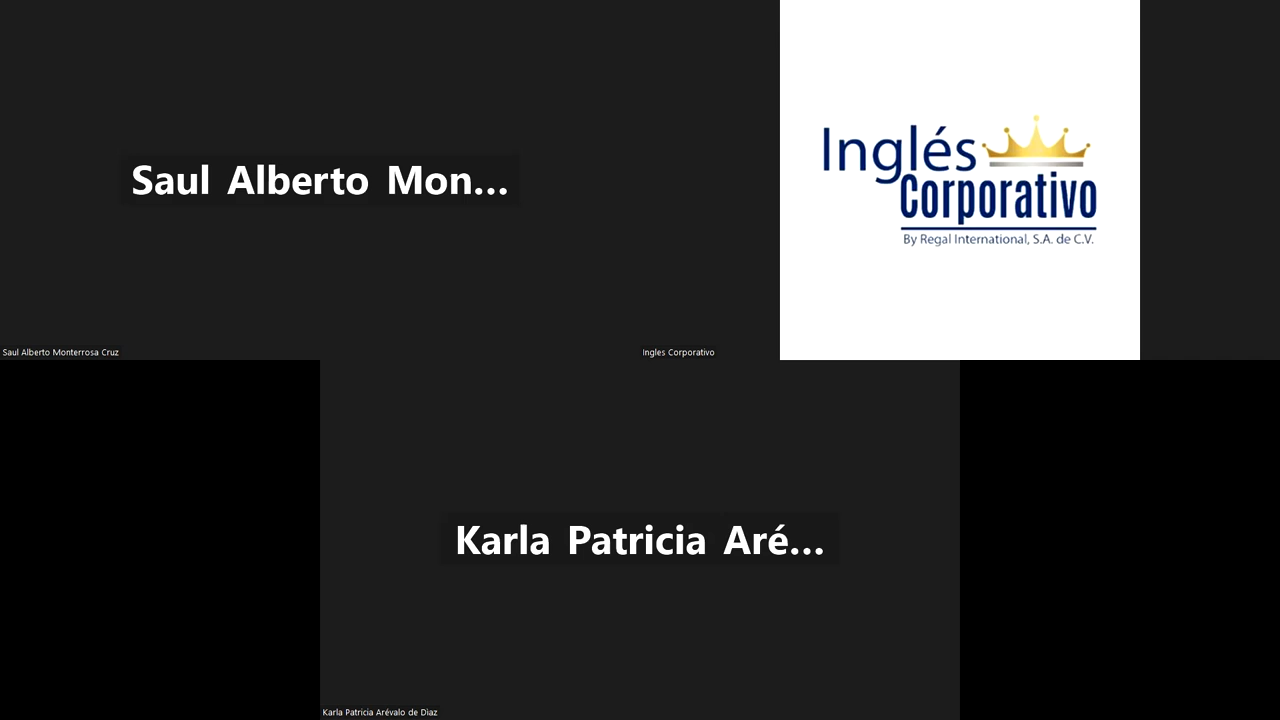 Saul Alberto Mon...
Saul Alberto Monterrosa Cruz
Inglés
Corporativo
By Regal International, S.A. de C.V.
Ingles Corporativo
Karla Patricia Aré...
Karla Patricia Arévalo de Diaz